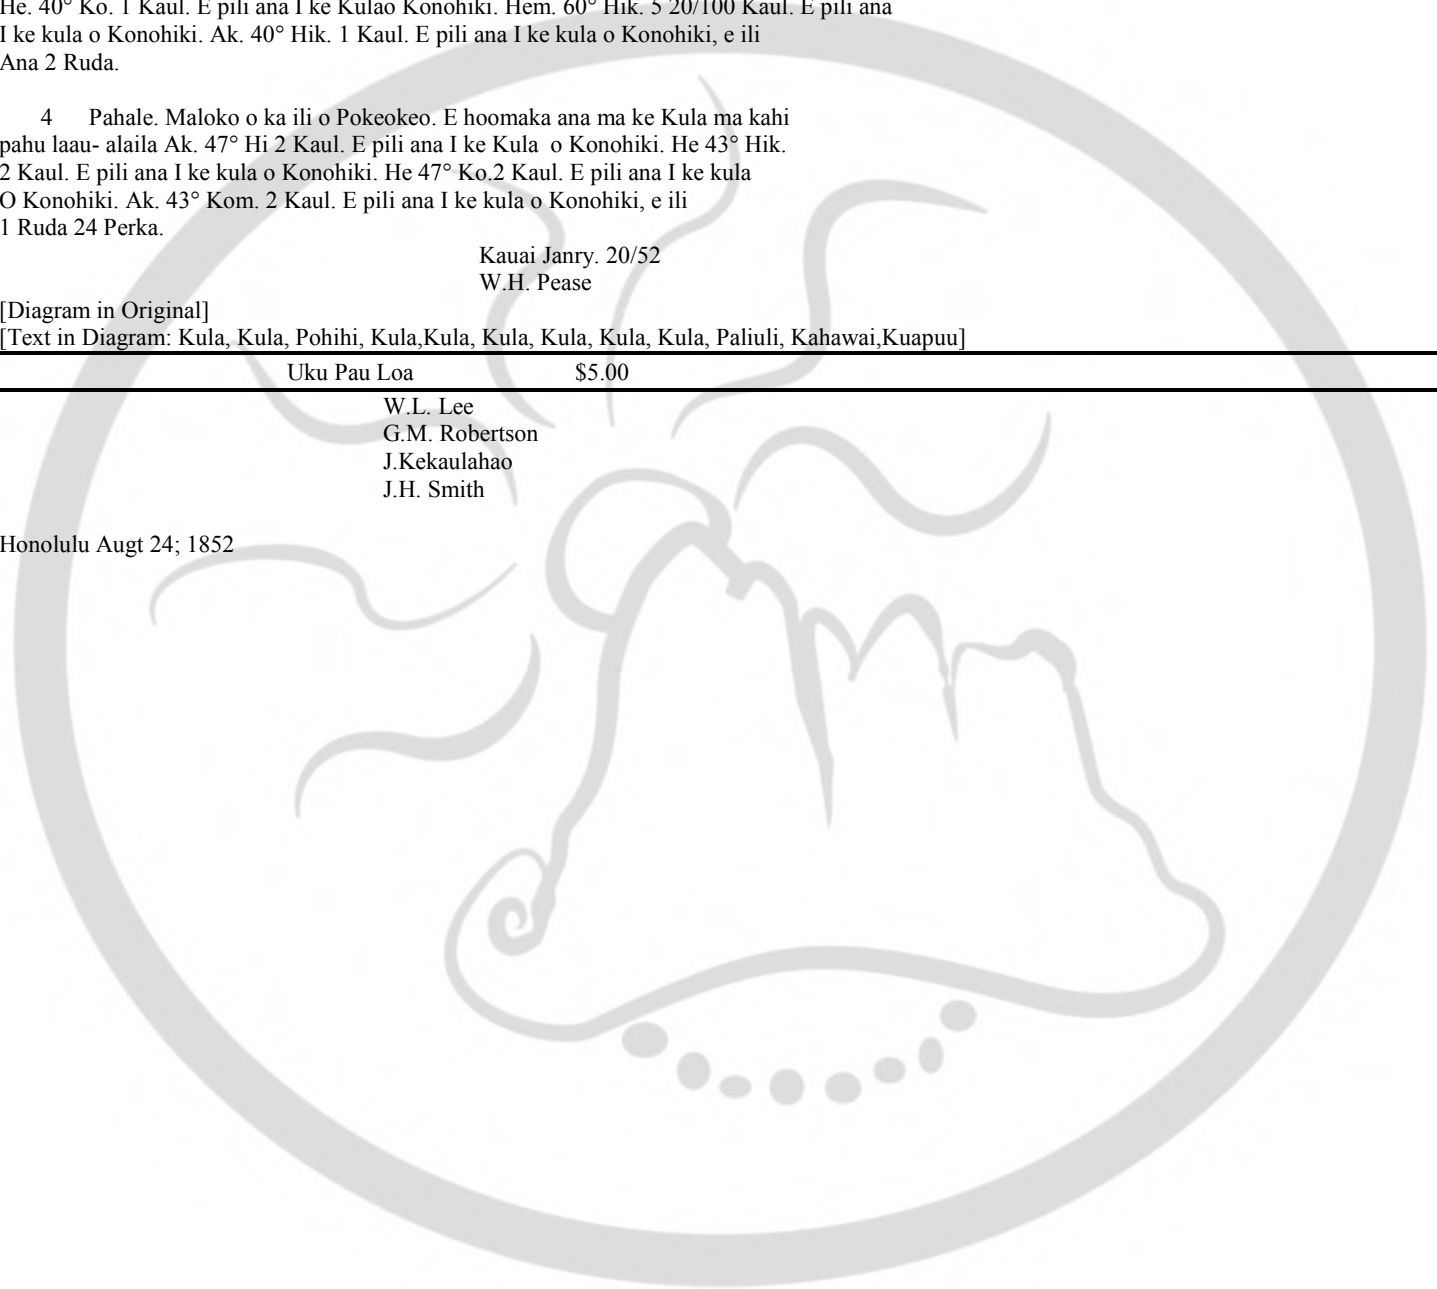 He. 40° Ko. 1 Kaul. E pili ana I ke Kulao Konohiki. Hem. 60° Hik. 5 20/100 Kaul. E pili ana
I ke kula o Konohiki. Ak. 40° Hik. 1 Kaul. E pili ana I ke kula o Konohiki, e ili
Ana 2 Ruda.
4 Pahale. Maloko o ka ili o Pokeokeo. E hoomaka ana ma ke Kula ma kahi
pahu laau- alaila Ak. 47° Hi 2 Kaul. E pili ana I ke Kula o Konohiki. He 43° Hik.
2 Kaul. E pili ana I ke kula o Konohiki. He 47° Ko.2 Kaul. E pili ana I ke kula
O Konohiki. Ak. 43° Kom. 2 Kaul. E pili ana I ke kula o Konohiki, e ili
1 Ruda 24 Perka.
Kauai Janry. 20/52
W.H. Pease
[Diagram in Original]
[Text in Diagram: Kula, Kula, Pohihi, Kula,Kula, Kula, Kula, Kula, Kula, Paliuli, Kahawai,Kuapuu]
Uku Pau Loa $5.00
W.L. Lee
G.M. Robertson
J.Kekaulahao
J.H. Smith
Honolulu Augt 24; 1852